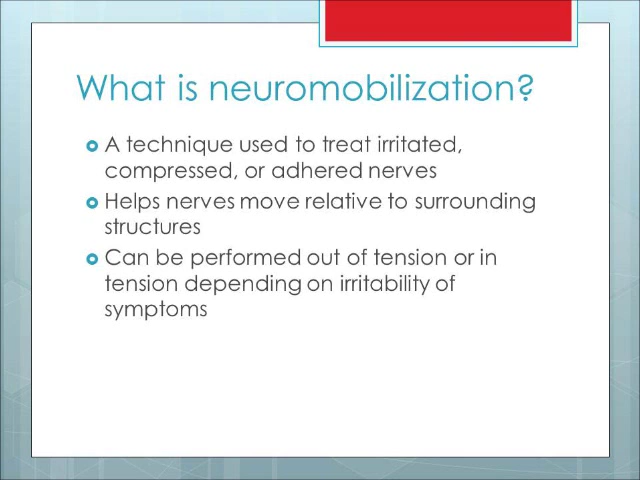 What is neuromobilization?
A technique used to treat irritated,
compressed, or adhered nerves
Helps nerves move relative to surrounding
structures
Can be performed out of tension or in
tension depending on irritability of
symptoms